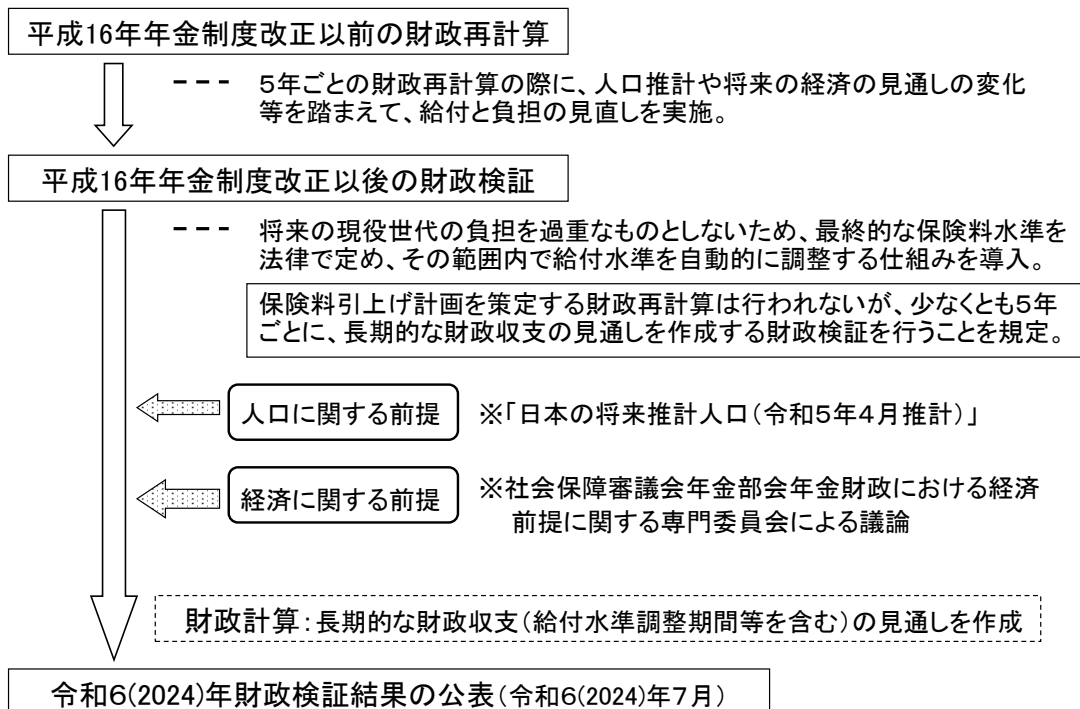 平成16年年金制度改正以前の財政再計算
５年ごとの財政再計算の際に、人口推計や将来の経済の見通しの変化
等を踏まえて、給付と負担の見直しを実施。
平成16年年金制度改正以後の財政検証
将来の現役世代の負担を過重なものとしないため、最終的な保険料水準を
法律で定め、その範囲内で給付水準を自動的に調整する仕組みを導入。
保険料引上げ計画を策定する財政再計算は行われないが、少なくとも５年
ごとに、長期的な財政収支の見通しを作成する財政検証を行うことを規定。
人口に関する前提 ※「日本の将来推計人口（令和５年４月推計）」
経済に関する前提 ※社会保障審議会年金部会年金財政における経済
前提に関する専門委員会による議論
財政計算：長期的な財政収支（給付水準調整期間等を含む）の見通しを作成
令和６(2024)年財政検証結果の公表（令和６(2024)年７月）